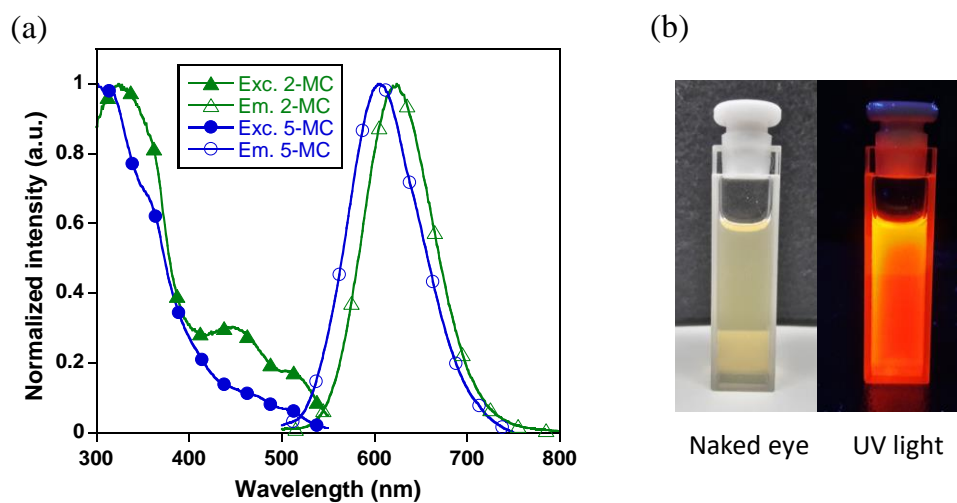 (a)
(b)
Exc. 2-MC
Em. 2-MC
Exc. 5-MC
Em. 5-MC
Normalized intensity (a.u.)
1
0.8
0.6
0.4
0.2
0
300
400
500
600
700
800
Wavelength (nm)
Naked eye
UV light